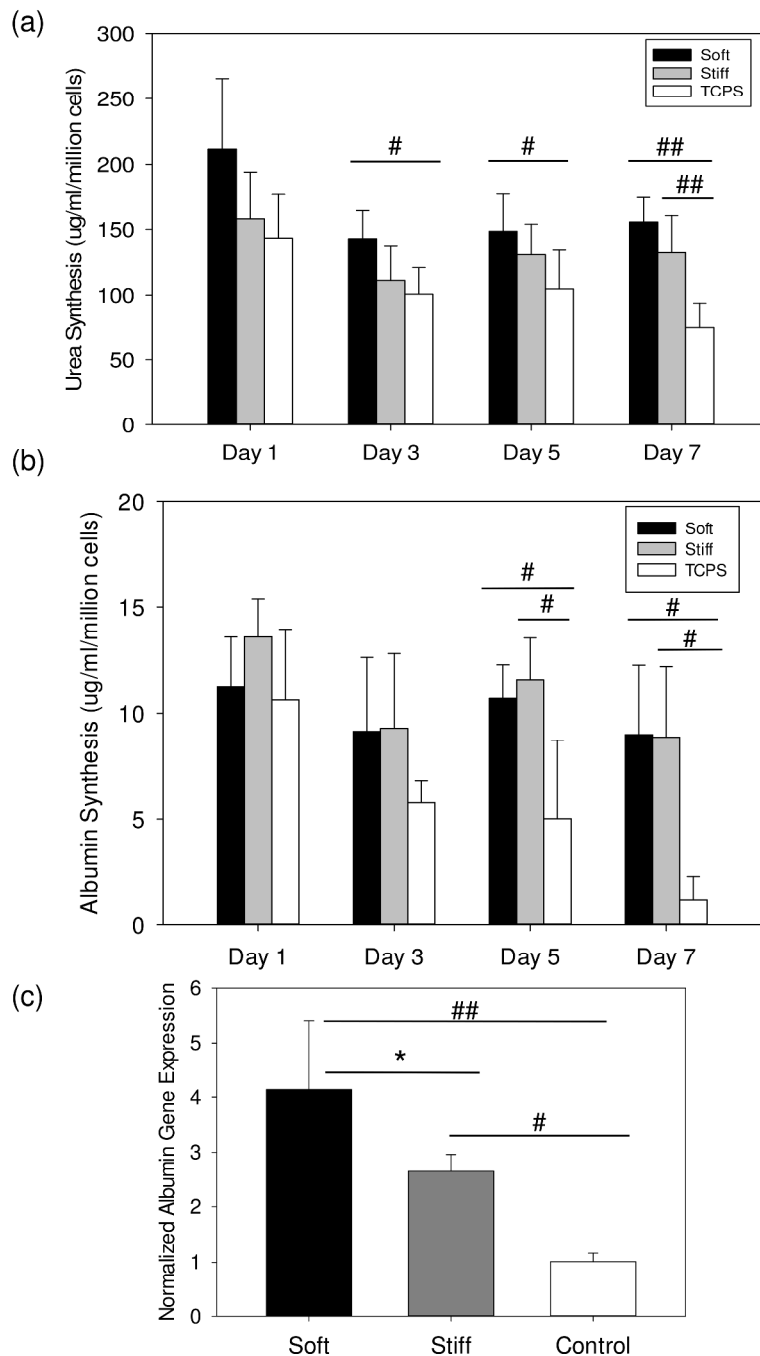 (a)
Urea Synthesis (ug/ml/million cells)
300
250
200
150
100
50
0
Soft
Stiff
TCPS
#
#
##
##
Day 1
Day 3
Day 5
Day 7
(b)
Albumin Synthesis (ug/ml/million cells)
20
15
10
5
0
Soft
Stiff
TCPS
#
#
#
#
Day 1
Day 3
Day 5
Day 7
(c)
Normalized Albumin Gene Expression
6
5
4
3
2
1
0
##
*
#
Soft
Stiff
Control